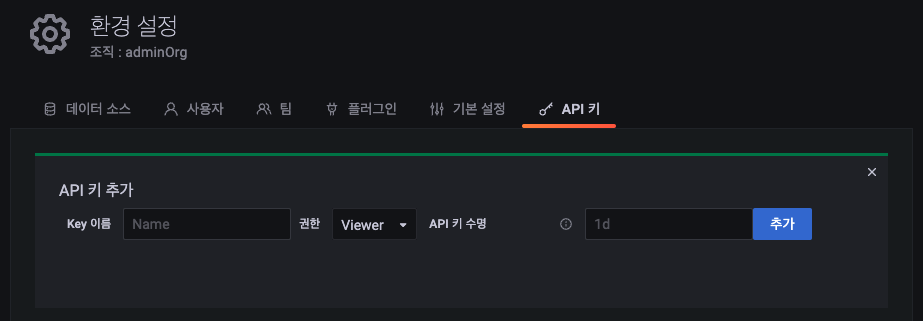 환경 설정
조직 : adminOrg
데이터 소스 사용자 팀 플러그인 기본 설정 API 키
API 키 추가
Key 이름 Name 권한 Viewer API 키 수명 1d 추가